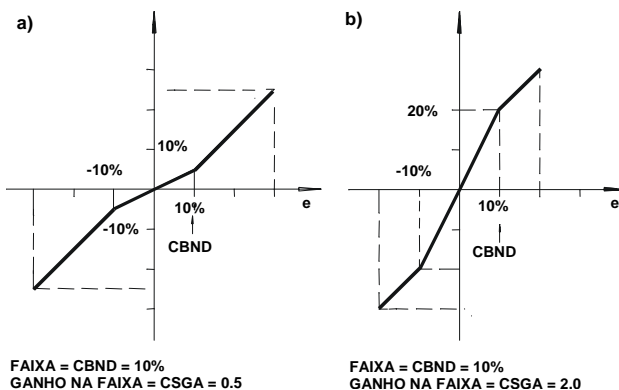 a)
-10%
10%
-10%
10%
e
CBND
FAIXA = CBND = 10%
GANHO NA FAIXA = CSGA = 0.5
b)
20%
-10%
10%
e
CBND
FAIXA = CBND = 10%
GANHO NA FAIXA = CSGA = 2.0